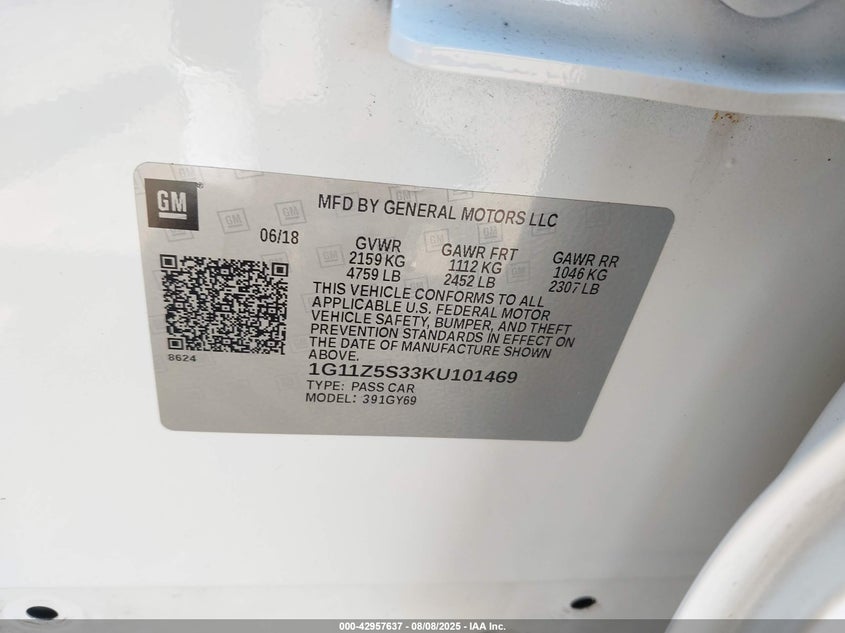 GM
MFD BY GENERAL MOTORS LLC
06/18
GVWR
2159 KG
4759 LB
GAWR FRT
1112 KG
2452 LB
GAWR RR
1046 KG
2307 LB
THIS VEHICLE CONFORMS TO ALL
APPLICABLE U.S. FEDERAL MOTOR
VEHICLE SAFETY, BUMPER, AND THEFT
PREVENTION STANDARDS IN EFFECT ON
THE DATE OF MANUFACTURE SHOWN
ABOVE.
8624
1G11Z5S33KU101469
TYPE: PASS CAR
MODEL: 391GY69
000-42957637 - 08/08/2025 - IAA Inc.